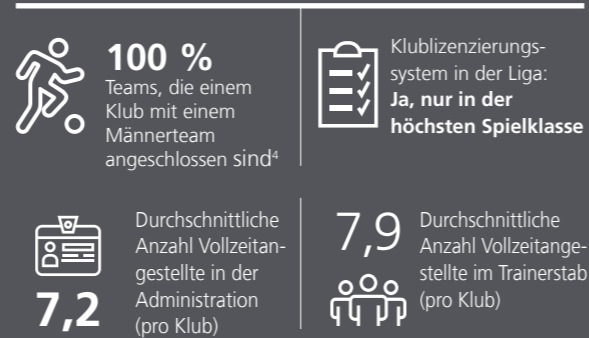 100 %
Teams, die einem
Klub mit einem
Männerteam
angeschlossen sind⁴
Klublizenzierungs-
system in der Liga:
Ja, nur in der
höchsten Spielklasse
7,2
Durchschnittliche
Anzahl Vollzeitan-
gestellte in der
Administration
(pro Klub)
7,9
Durchschnittliche
Anzahl Vollzeitange-
stellte im Trainerstab
(pro Klub)